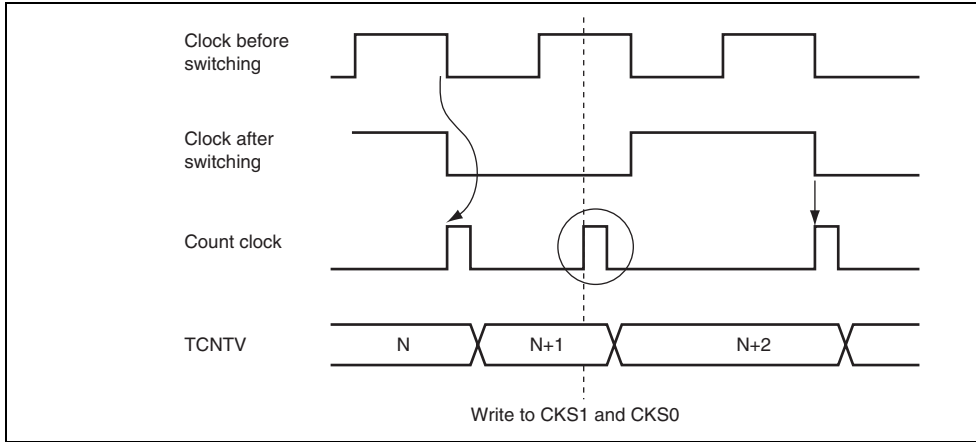 Clock before
switching
Clock after
switching
Count clock
TCNTV
N
N+1
N+2
Write to CKS1 and CKS0